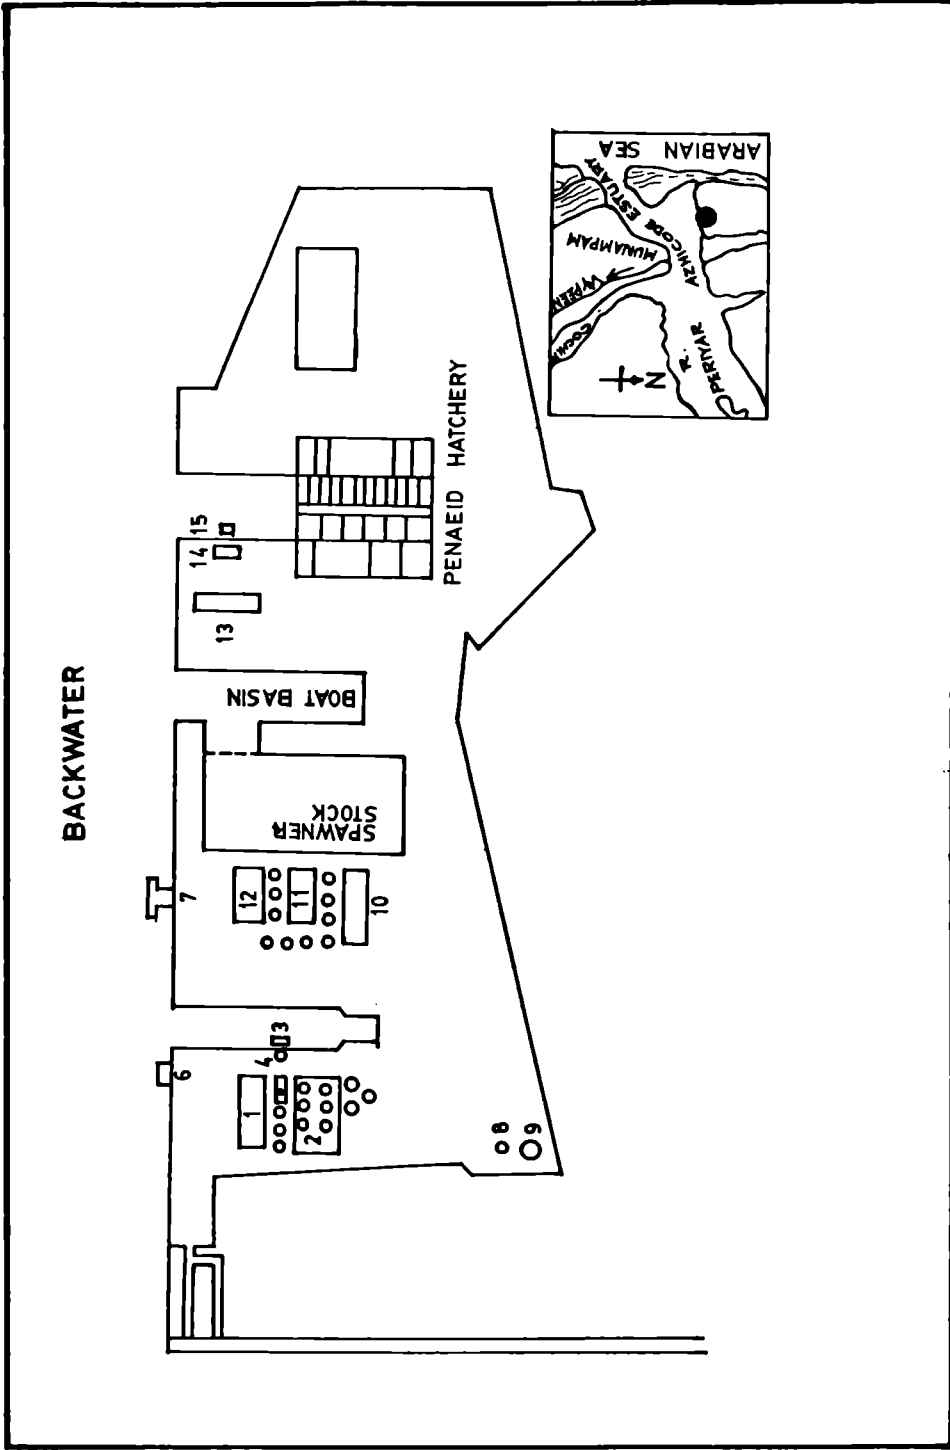 BACKWATER
6
7
BOAT BASIN
13
14
15
1
4
3
2
12
11
10
SPAWNER
STOCK
PENAEID HATCHERY
8
9
ARABIAN SEA
AZHICODE ESTUARY
MUNAMPAM
VYPEEN
N
PERIYAR
R.